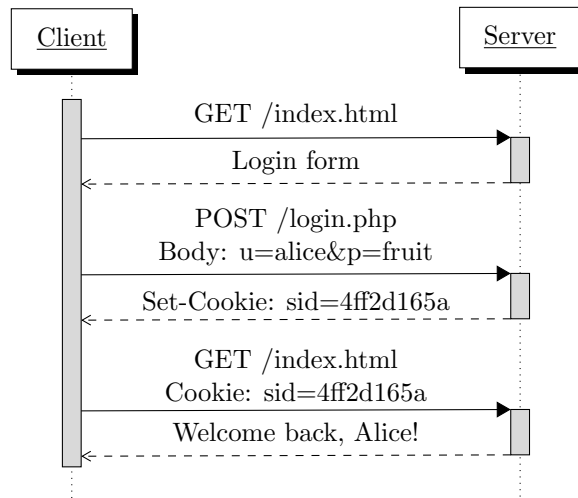 Client
Server
GET /index.html
Login form
POST /login.php
Body: u=alice&p=fruit
Set-Cookie: sid=4ff2d165a
GET /index.html
Cookie: sid=4ff2d165a
Welcome back, Alice!